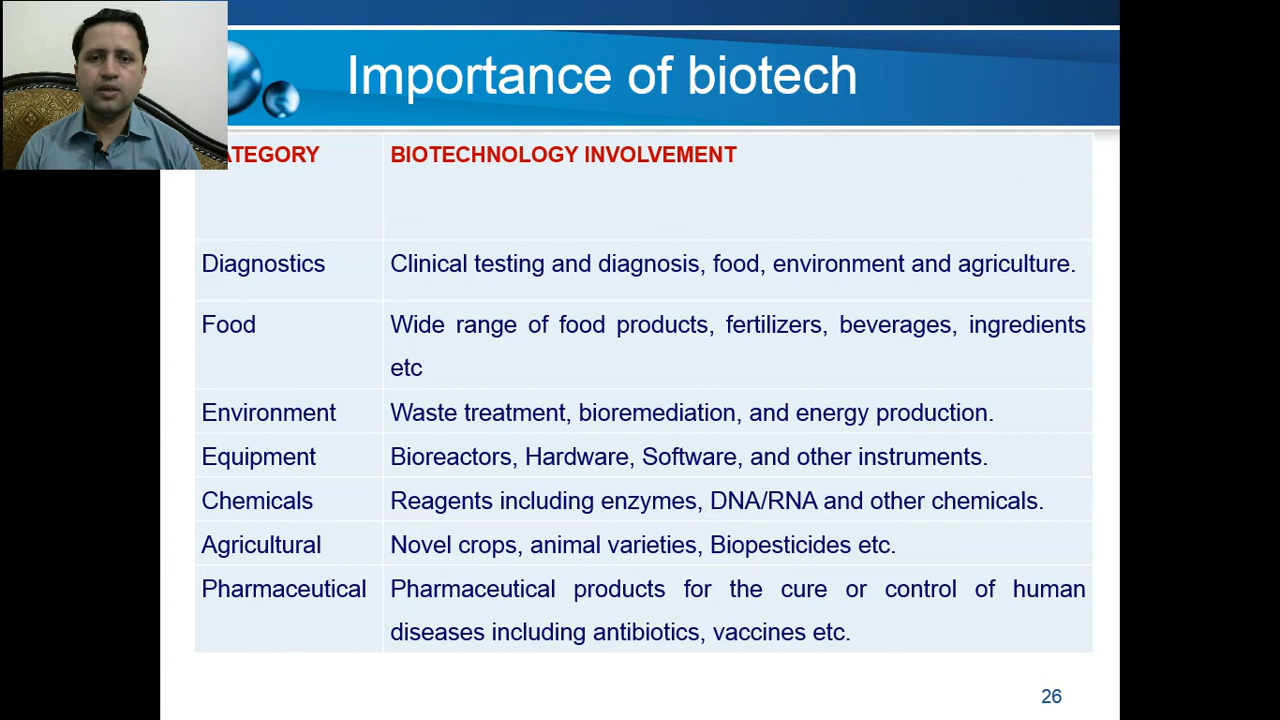 Importance of biotech
ATEGORY BIOTECHNOLOGY INVOLVEMENT
Diagnostics Clinical testing and diagnosis, food, environment and agriculture.
Food Wide range of food products, fertilizers, beverages, ingredients
etc
Environment Waste treatment, bioremediation, and energy production.
Equipment Bioreactors, Hardware, Software, and other instruments.
Chemicals Reagents including enzymes, DNA/RNA and other chemicals.
Agricultural Novel crops, animal varieties, Biopesticides etc.
Pharmaceutical Pharmaceutical products for the cure or control of human
diseases including antibiotics, vaccines etc.
26